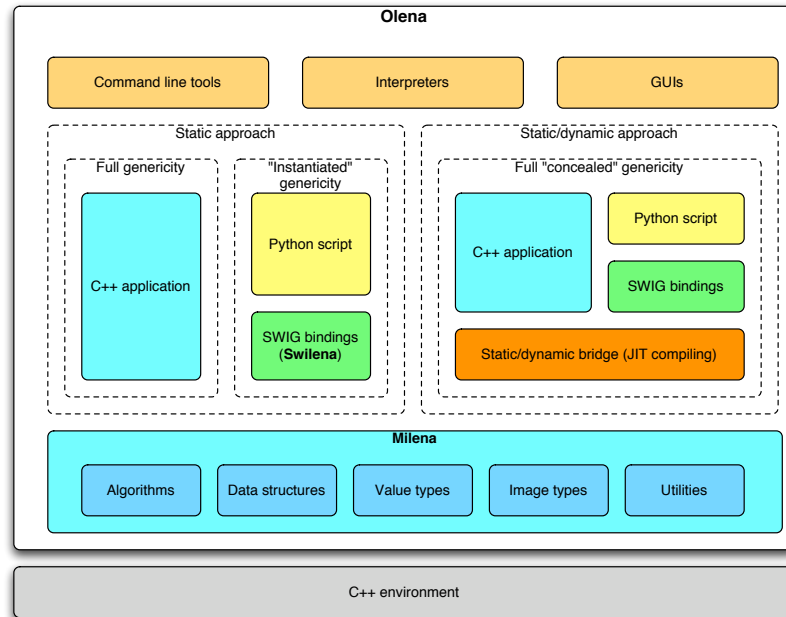 Olena
Command line tools
Interpreters
GUIs
Static approach
Static/dynamic approach
Full genericity
"Instantiated"
genericity
Full "concealed" genericity
C++ application
Python script
SWIG bindings
(Swilena)
C++ application
Python script
SWIG bindings
Static/dynamic bridge (JIT compiling)
Milena
Algorithms
Data structures
Value types
Image types
Utilities
C++ environment